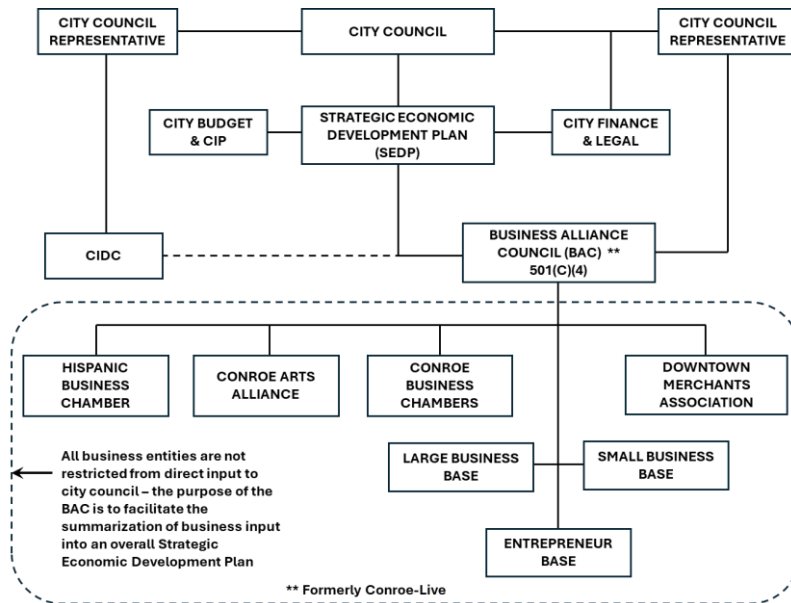 CITY COUNCIL
REPRESENTATIVE
CITY COUNCIL
CITY COUNCIL
REPRESENTATIVE
CITY BUDGET
& CIP
STRATEGIC ECONOMIC
DEVELOPMENT PLAN
(SEDP)
CITY FINANCE
& LEGAL
CIDC
BUSINESS ALLIANCE
COUNCIL (BAC) **
501(C)(4)
HISPANIC
BUSINESS
CHAMBER
CONROE ARTS
ALLIANCE
CONROE
BUSINESS
CHAMBERS
DOWNTOWN
MERCHANTS
ASSOCIATION
All business entities are not
restricted from direct input to
city council – the purpose of the
BAC is to facilitate the
summarization of business input
into an overall Strategic
Economic Development Plan
LARGE BUSINESS
BASE
SMALL BUSINESS
BASE
ENTREPRENEUR
BASE
** Formerly Conroe-Live